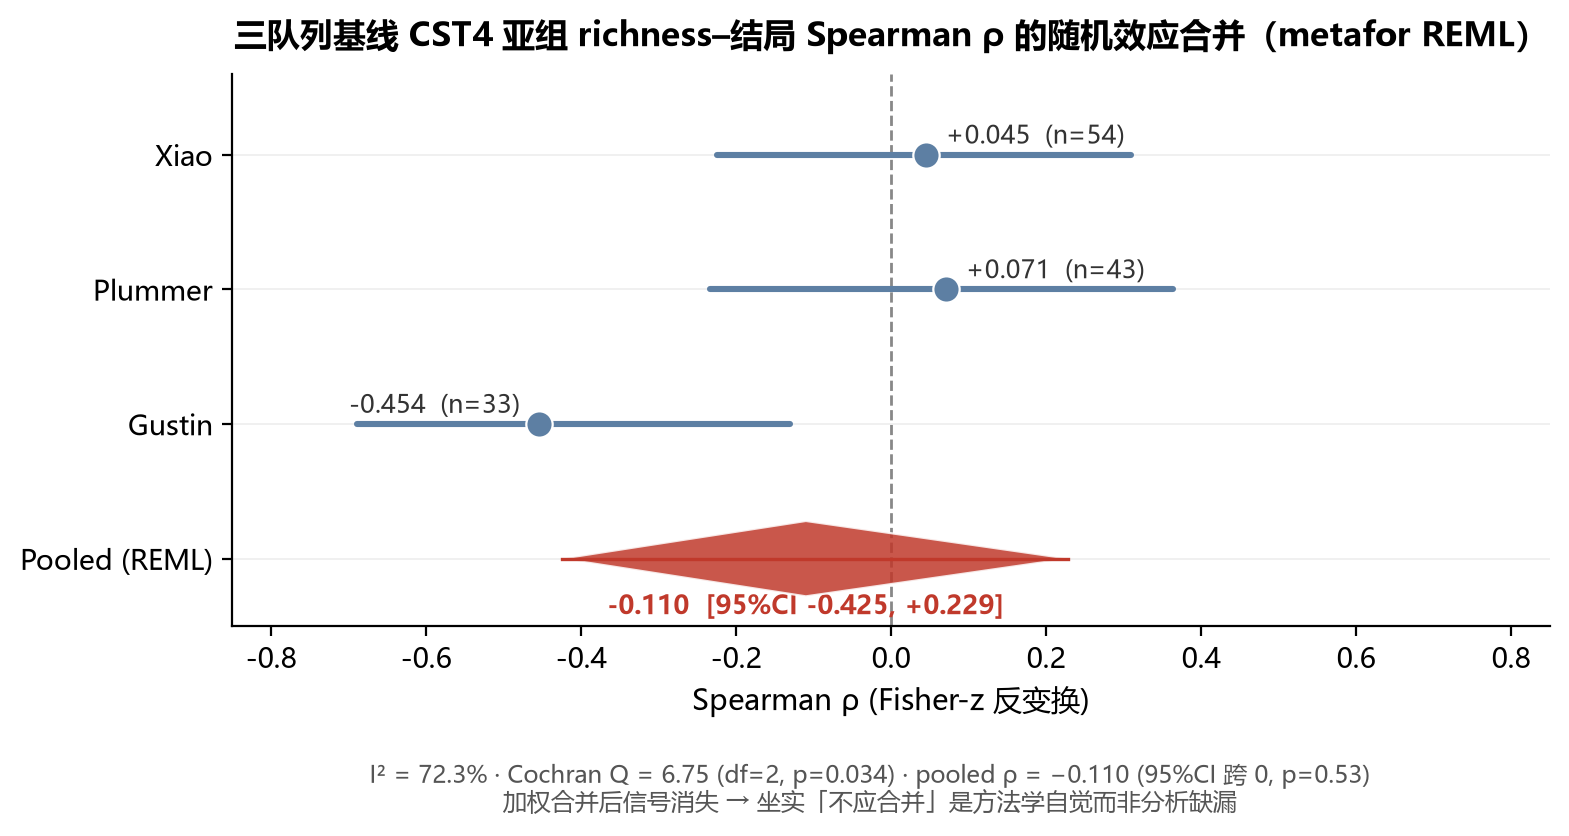 三队列基线 CST4 亚组 richness–结局 Spearman ρ 的随机效应合并（metafor REML）
Xiao
+0.045 (n=54)
Plummer
+0.071 (n=43)
Gustin
-0.454 (n=33)
Pooled (REML)
-0.110 [95%CI -0.425, +0.229]
-0.8 -0.6 -0.4 -0.2 0.0 0.2 0.4 0.6 0.8
Spearman ρ (Fisher-z 反变换)
I² = 72.3% · Cochran Q = 6.75 (df=2, p=0.034) · pooled ρ = −0.110 (95%CI 跨 0, p=0.53)
加权合并后信号消失 → 坐实「不应合并」是方法学自觉而非分析缺漏